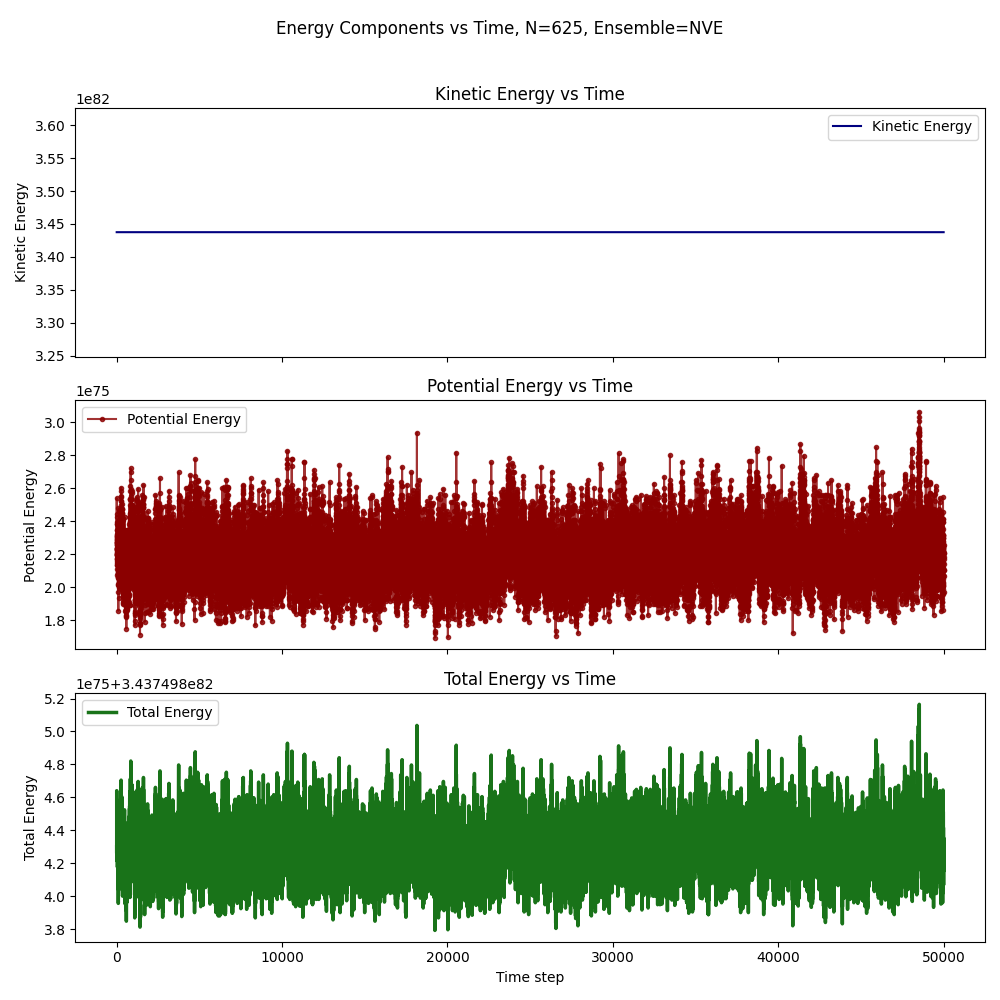 Energy Components vs Time, N=625, Ensemble=NVE
Kinetic Energy vs Time
1e82
Kinetic Energy
3.60
3.55
3.50
3.45
3.40
3.35
3.30
3.25
Kinetic Energy
Potential Energy vs Time
1e75
Potential Energy
3.0
2.8
2.6
2.4
2.2
2.0
1.8
Potential Energy
Total Energy vs Time
1e75+3.437498e82
Total Energy
5.2
5.0
4.8
4.6
4.4
4.2
4.0
3.8
Total Energy
0 10000 20000 30000 40000 50000
Time step